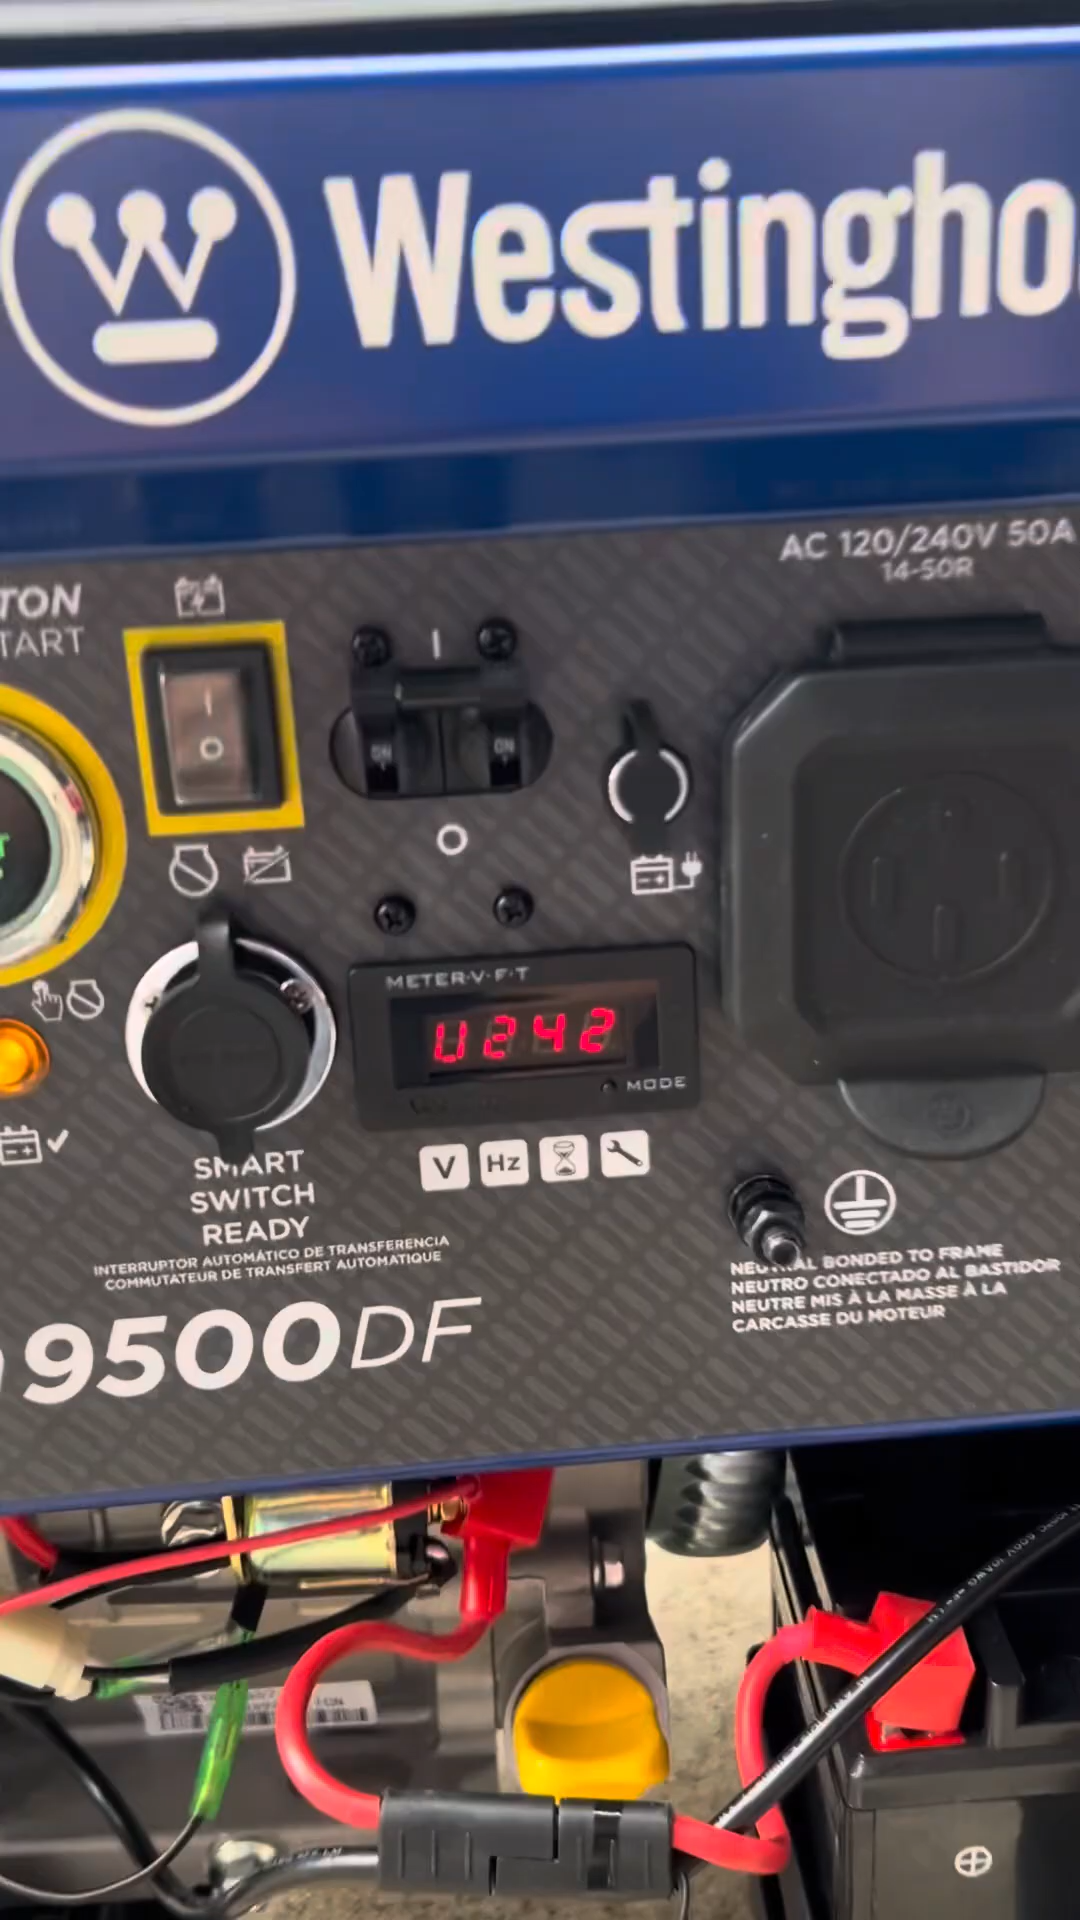 Westingho
AC 120/240V 50A
14-50R
TON
TART
ON ON
METER·V·F·T
U242
MODE
V Hz
SMART
SWITCH
READY
INTERRUPTOR AUTOMÁTICO DE TRANSFERENCIA
COMMUTATEUR DE TRANSFERT AUTOMATIQUE
NEUTRAL BONDED TO FRAME
NEUTRO CONECTADO AL BASTIDOR
NEUTRE MIS À LA MASSE À LA
CARCASSE DU MOTEUR
9500DF